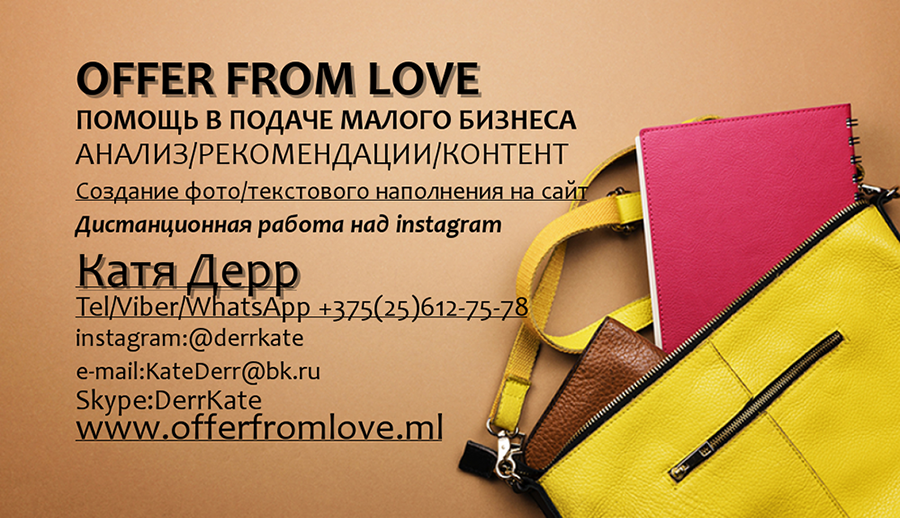 OFFER FROM LOVE
ПОМОЩЬ В ПОДАЧЕ МАЛОГО БИЗНЕСА
АНАЛИЗ/РЕКОМЕНДАЦИИ/КОНТЕНТ
Создание фото/текстового наполнения на сайт
Дистанционная работа над instagram
Катя Дерр
Tel/Viber/WhatsApp +375(25)612-75-78
instagram:@derrkate
e-mail:KateDerr@bk.ru
Skype:DerrKate
www.offerfromlove.ml